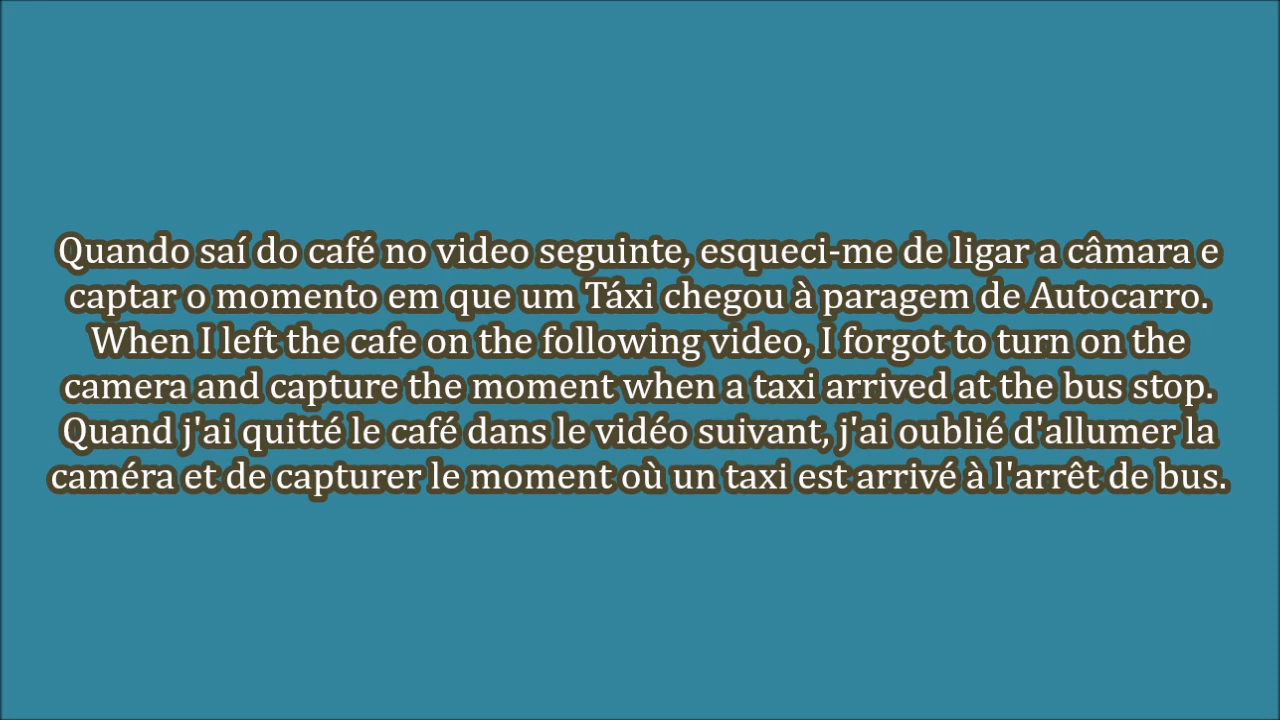 Quando saí do café no video seguinte, esqueci-me de ligar a câmara e
captar o momento em que um Táxi chegou à paragem de Autocarro.
When I left the cafe on the following video, I forgot to turn on the
camera and capture the moment when a taxi arrived at the bus stop.
Quand j'ai quitté le café dans le vidéo suivant, j'ai oublié d'allumer la
caméra et de capturer le moment où un taxi est arrivé à l'arrêt de bus.